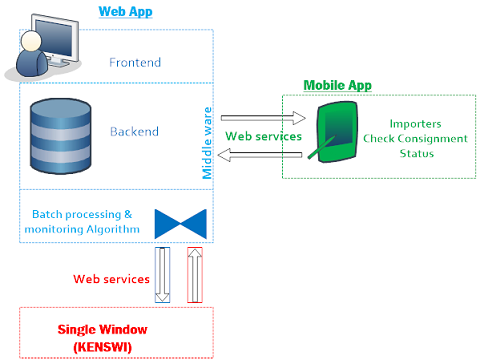 Web App
Frontend
Backend
Middle ware
Mobile App
Web services
Importers
Check Consignment
Status
Batch processing &
monitoring Algorithm
Web services
Single Window
(KENSWI)